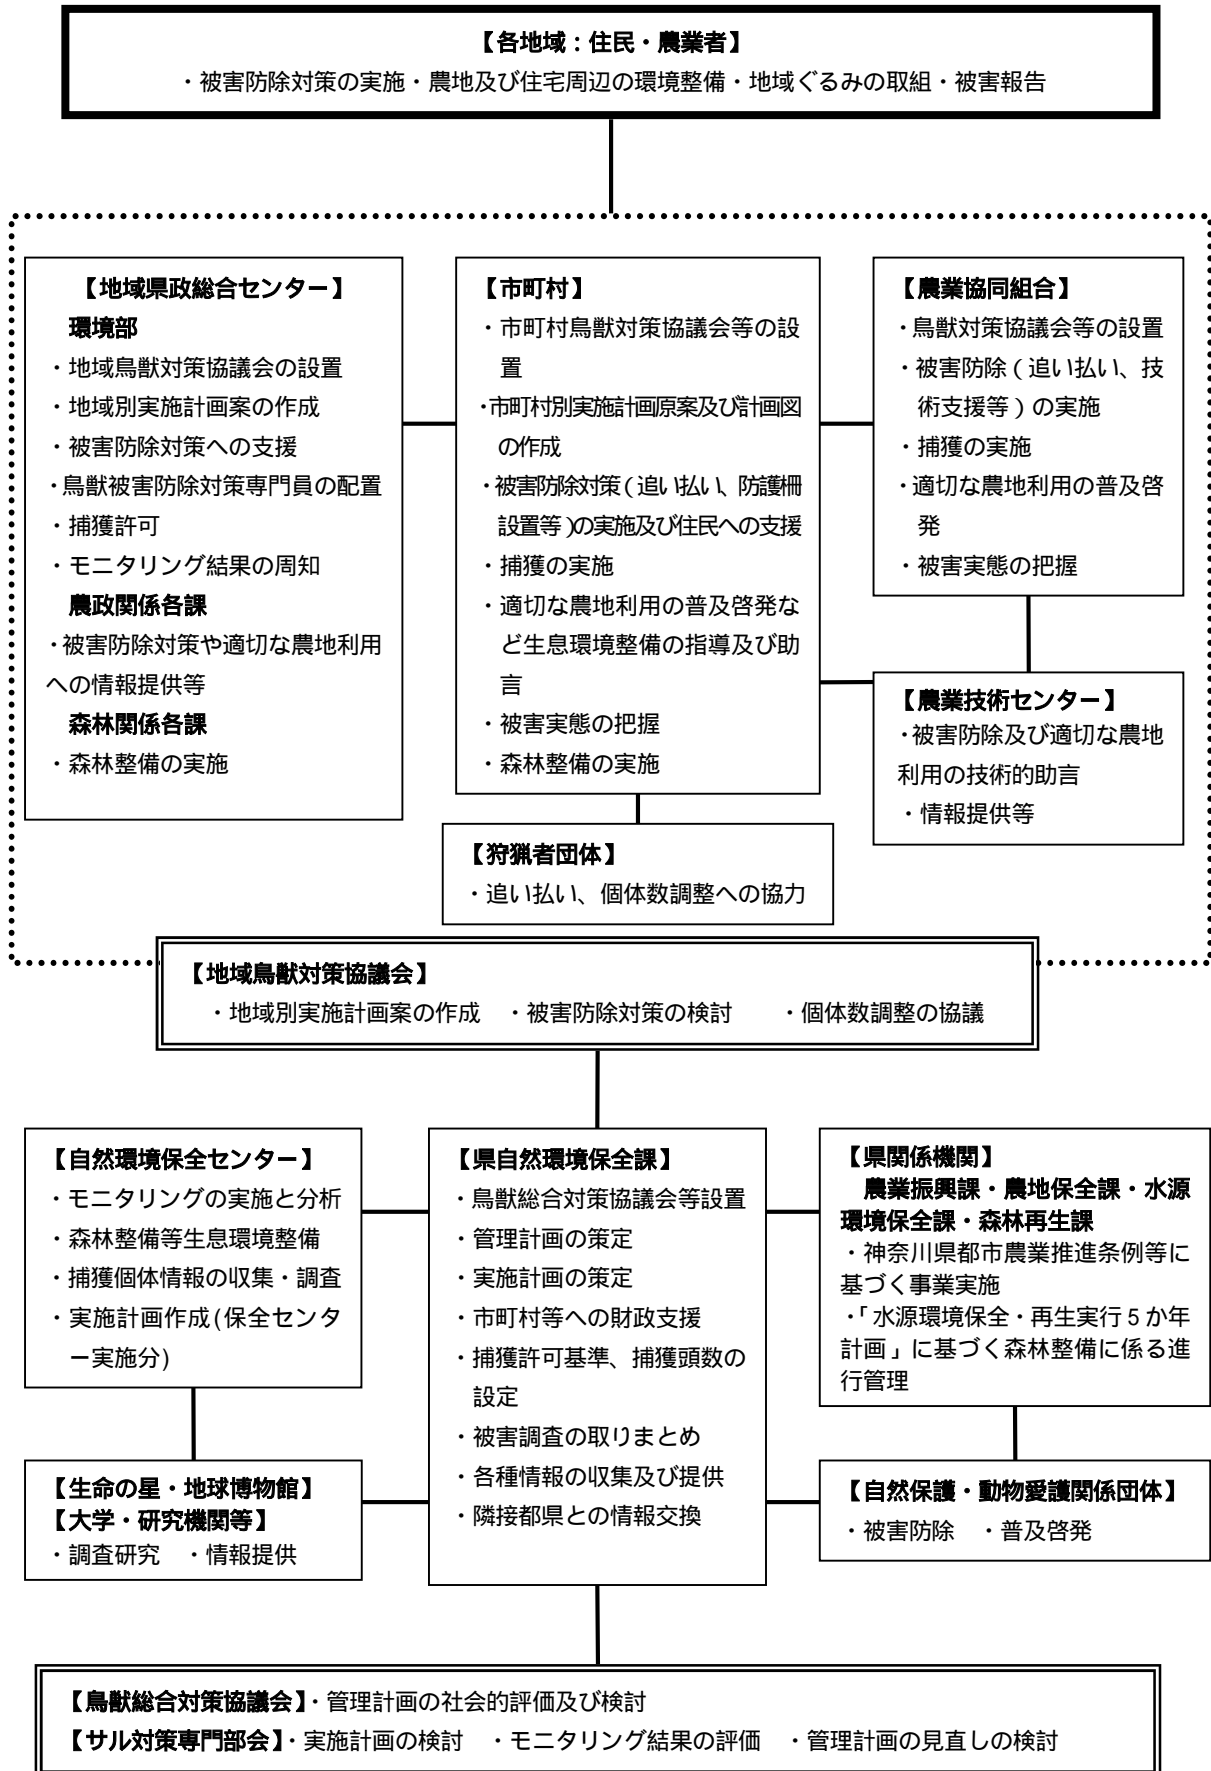 【各地域：住民・農業者】
・被害防除対策の実施・農地及び住宅周辺の環境整備・地域ぐるみの取組・被害報告
【地域県政総合センター】
環境部
・地域鳥獣対策協議会の設置
・地域別実施計画案の作成
・被害防除対策への支援
・鳥獣被害防除対策専門員の配置
・捕獲許可
・モニタリング結果の周知
農政関係各課
・被害防除対策や適切な農地利用
への情報提供等
森林関係各課
・森林整備の実施
【市町村】
・市町村鳥獣対策協議会等の設
置
・市町村別実施計画原案及び計画図
の作成
・被害防除対策（追い払い、防護柵
設置等）の実施及び住民への支援
・捕獲の実施
・適切な農地利用の普及啓発な
ど生息環境整備の指導及び助
言
・被害実態の把握
・森林整備の実施
【農業協同組合】
・鳥獣対策協議会等の設置
・被害防除（追い払い、技
術支援等）の実施
・捕獲の実施
・適切な農地利用の普及啓
発
・被害実態の把握
【農業技術センター】
・被害防除及び適切な農地
利用の技術的助言
・情報提供等
【狩猟者団体】
・追い払い、個体数調整への協力
【地域鳥獣対策協議会】
・地域別実施計画案の作成　・被害防除対策の検討　　・個体数調整の協議
【自然環境保全センター】
・モニタリングの実施と分析
・森林整備等生息環境整備
・捕獲個体情報の収集・調査
・実施計画作成(保全センタ
ー実施分)
【県自然環境保全課】
・鳥獣総合対策協議会等設置
・管理計画の策定
・実施計画の策定
・市町村等への財政支援
・捕獲許可基準、捕獲頭数の
設定
・被害調査の取りまとめ
・各種情報の収集及び提供
・隣接都県との情報交換
【県関係機関】
農業振興課・農地保全課・水源
環境保全課・森林再生課
・神奈川県都市農業推進条例等に
基づく事業実施
・「水源環境保全・再生実行５か年
計画」に基づく森林整備に係る進
行管理
【生命の星・地球博物館】
【大学・研究機関等】
・調査研究　・情報提供
【自然保護・動物愛護関係団体】
・被害防除　・普及啓発
【鳥獣総合対策協議会】・管理計画の社会的評価及び検討
【サル対策専門部会】・実施計画の検討　・モニタリング結果の評価　・管理計画の見直しの検討